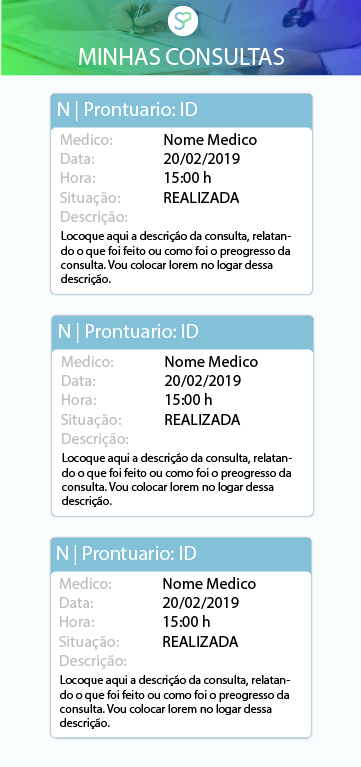 MINHAS CONSULTAS
N | Prontuario: ID
Medico: Nome Medico
Data: 20/02/2019
Hora: 15:00 h
Situação: REALIZADA
Descrição:
Locoque aqui a descrição da consulta, relatan-
do o que foi feito ou como foi o preogresso da
consulta. Vou colocar lorem no logar dessa
descrição.
N | Prontuario: ID
Medico: Nome Medico
Data: 20/02/2019
Hora: 15:00 h
Situação: REALIZADA
Descrição:
Locoque aqui a descrição da consulta, relatan-
do o que foi feito ou como foi o preogresso da
consulta. Vou colocar lorem no logar dessa
descrição.
N | Prontuario: ID
Medico: Nome Medico
Data: 20/02/2019
Hora: 15:00 h
Situação: REALIZADA
Descrição:
Locoque aqui a descrição da consulta, relatan-
do o que foi feito ou como foi o preogresso da
consulta. Vou colocar lorem no logar dessa
descrição.